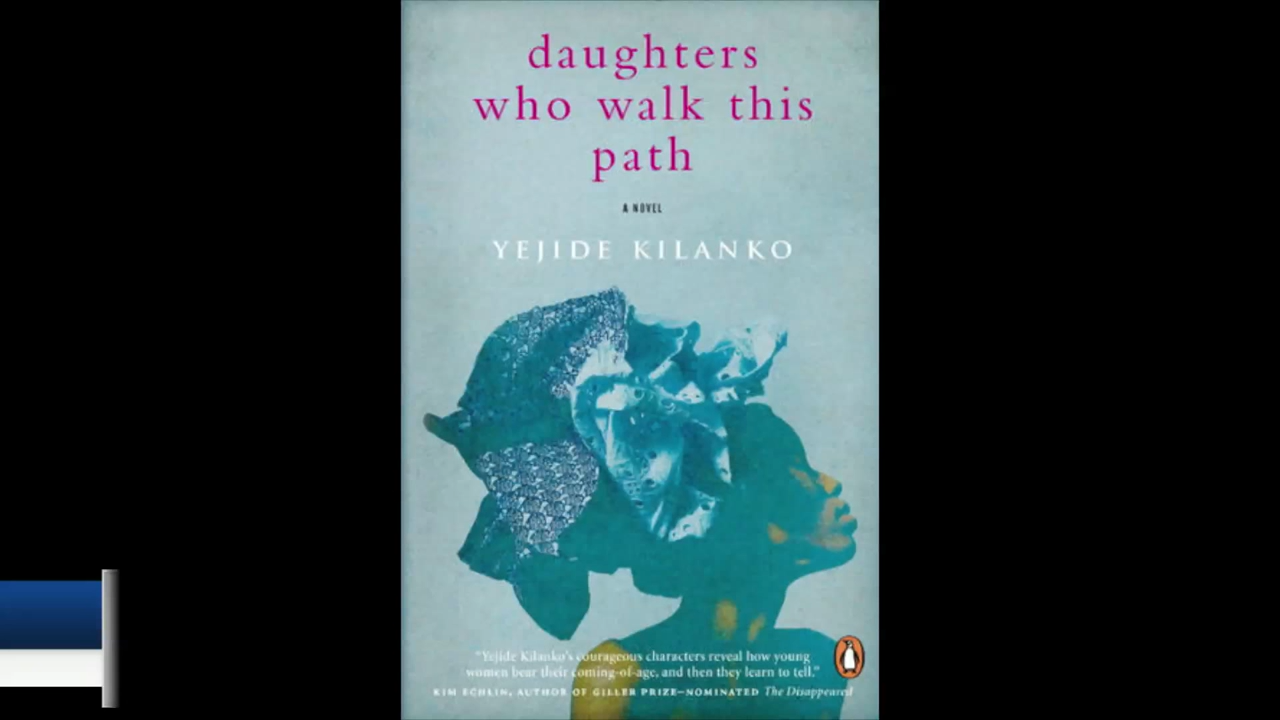 daughters
who walk this
path
A NOVEL
YEJIDE KILANKO
"Yejide Kilanko's courageous characters reveal how young
women bear their coming-of-age, and then they learn to tell."
KIM ECHLIN, AUTHOR OF GILLER PRIZE–NOMINATED The Disappeared